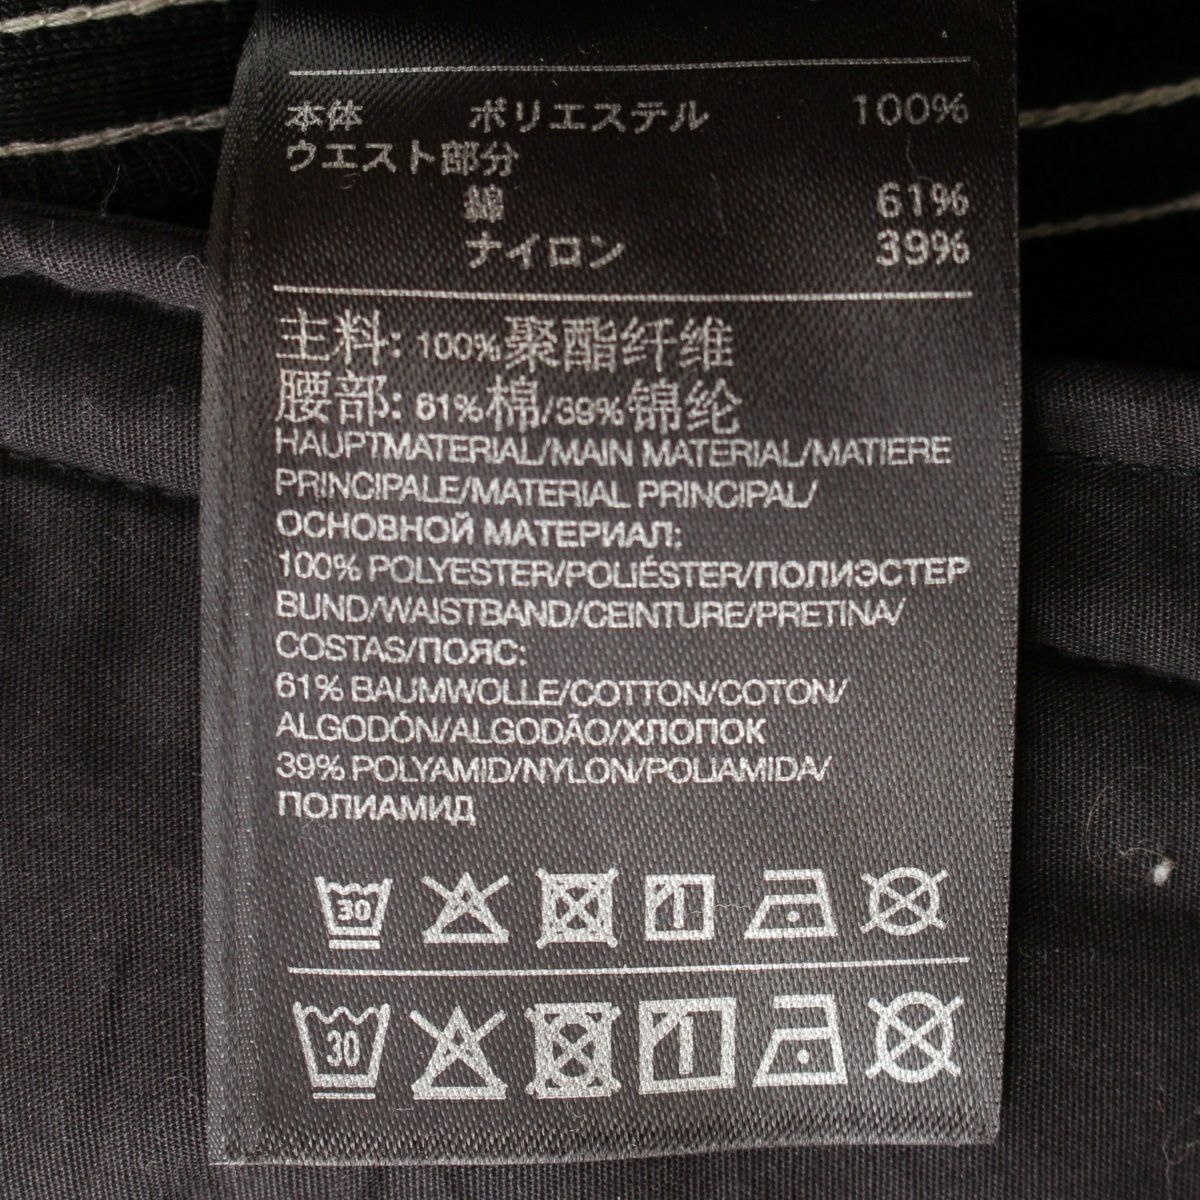 本体 ポリエステル 100%
ウエスト部分
綿 61%
ナイロン 39%
主料: 100%聚酯纤维
腰部: 61%棉/39%锦纶
HAUPTMATERIAL/MAIN MATERIAL/MATIERE
PRINCIPALE/MATERIAL PRINCIPAL/
ОСНОВНОЙ МАТЕРИАЛ:
100% POLYESTER/POLIÉSTER/ПОЛИЭСТЕР
BUND/WAISTBAND/CEINTURE/PRETINA/
COSTAS/ПОЯС:
61% BAUMWOLLE/COTTON/COTON/
ALGODÓN/ALGODÃO/ХЛОПОК
39% POLYAMID/NYLON/POLIAMIDA/
ПОЛИАМИД
30
30